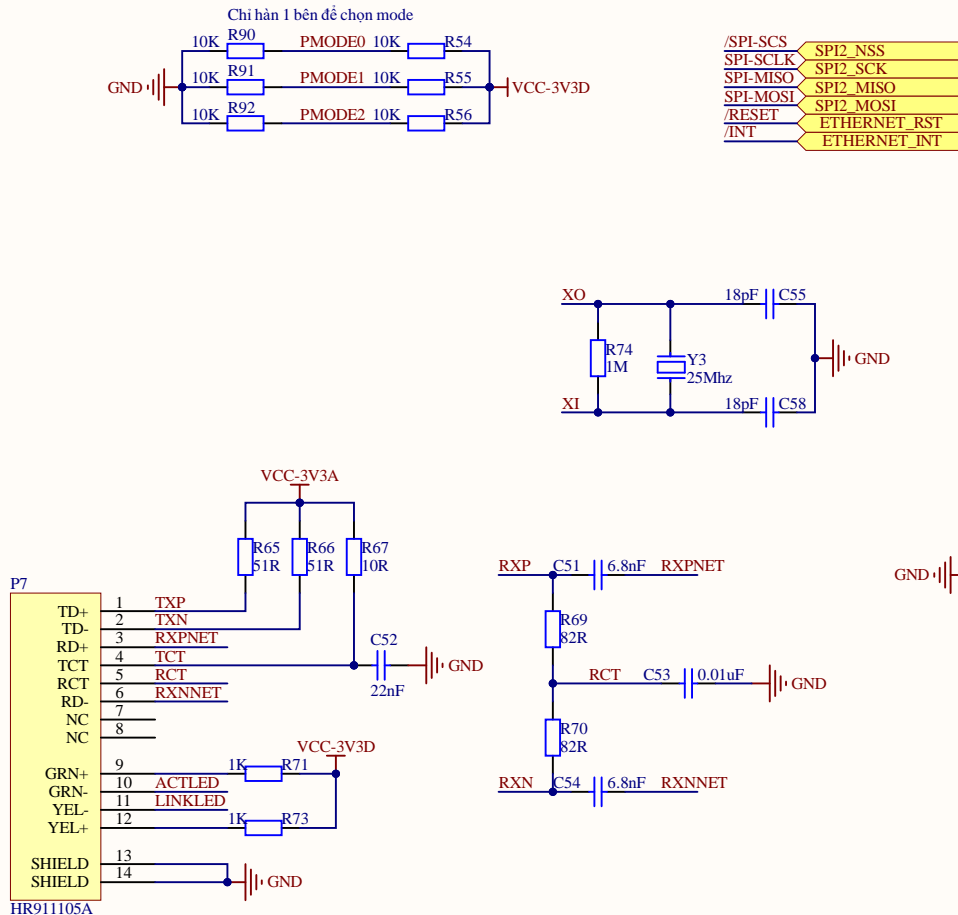 Chỉ hàn 1 bên để chọn mode
10K R90 PMODE0 10K R54
10K R91 PMODE1 10K R55
GND VCC-3V3D
10K R92 PMODE2 10K R56
/SPI-SCS SPI2_NSS
SPI-SCLK SPI2_SCK
SPI-MISO SPI2_MISO
SPI-MOSI SPI2_MOSI
/RESET ETHERNET_RST
/INT ETHERNET_INT
XO 18pF C55
R74 1M
Y3 25Mhz
GND
XI 18pF C58
VCC-3V3A
R65 51R
R66 51R
R67 10R
P7
TD+ 1 TXP
TD- 2 TXN
RD+ 3 RXPNET
TCT 4 TCT
RCT 5 RCT
RD- 6 RXNNET
NC 7
NC 8
C52 22nF GND
VCC-3V3D
GRN+ 9 1K R71
GRN- 10 ACTLED
YEL- 11 LINKLED
YEL+ 12 1K R73
SHIELD 13
SHIELD 14
GND
HR911105A
RXP C51 6.8nF RXPNET
R69 82R
RCT C53 0.01uF GND
R70 82R
RXN C54 6.8nF RXNNET
GND